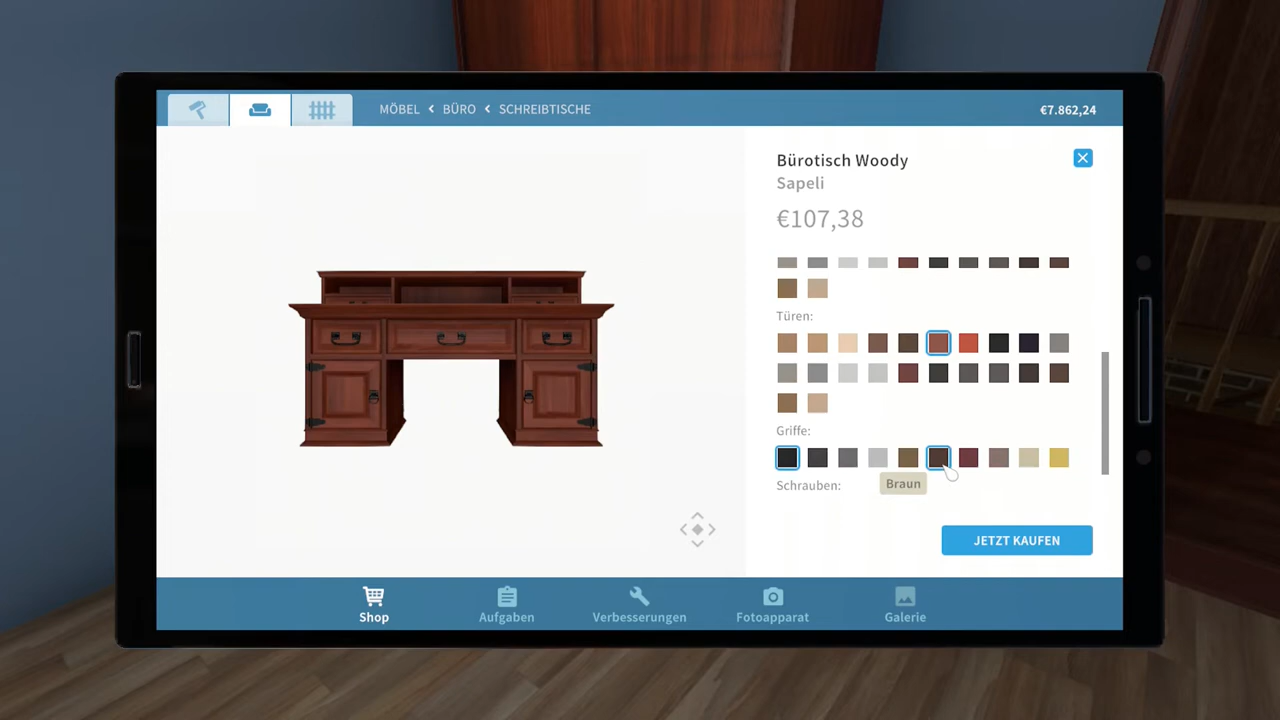 MÖBEL < BÜRO < SCHREIBTISCHE
€7.862,24
Bürotisch Woody
Sapeli
€107,38
Türen:
Griffe:
Braun
Schrauben:
JETZT KAUFEN
Shop
Aufgaben
Verbesserungen
Fotoapparat
Galerie